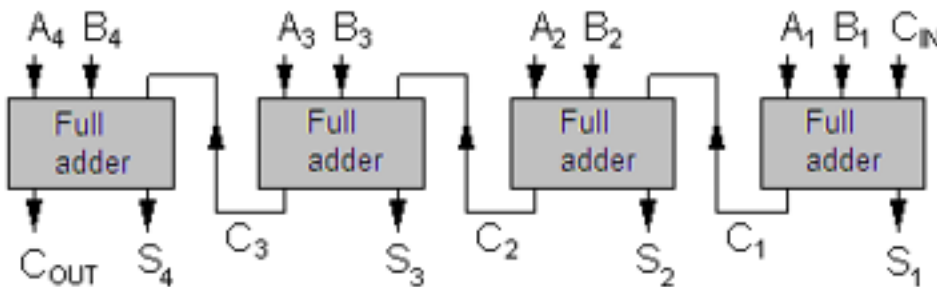 A4 B4 A3 B3 A2 B2 A1 B1 CIN
Full adder
Full adder
Full adder
Full adder
C3 C2 C1
COUT S4 S3 S2 S1